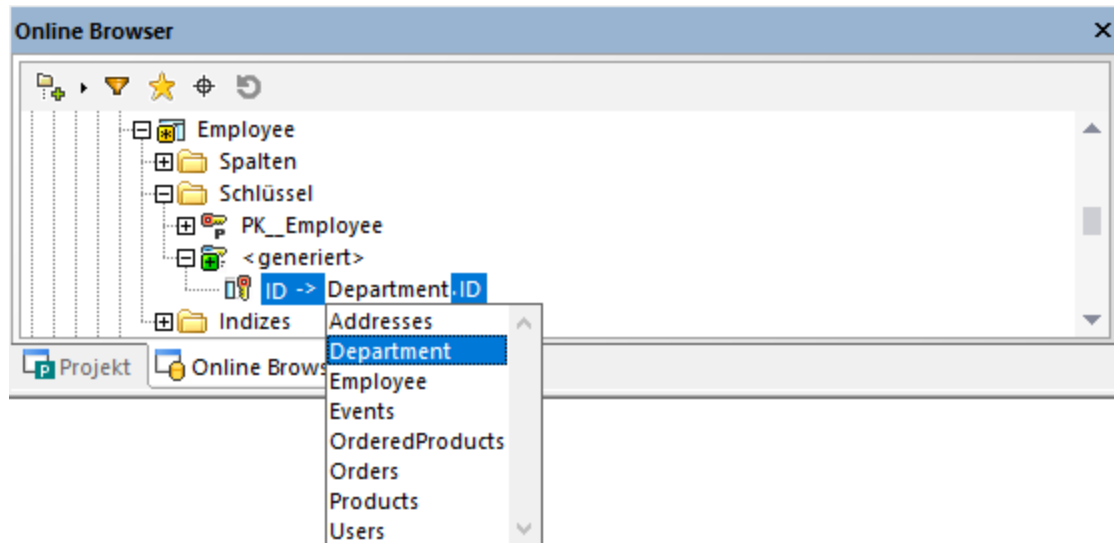 Online Browser
Employee
Spalten
Schlüssel
PK__Employee
<generiert>
ID -> Department.ID
Indizes
Addresses
Department
Projekt
Online Brows
Employee
Events
OrderedProducts
Orders
Products
Users